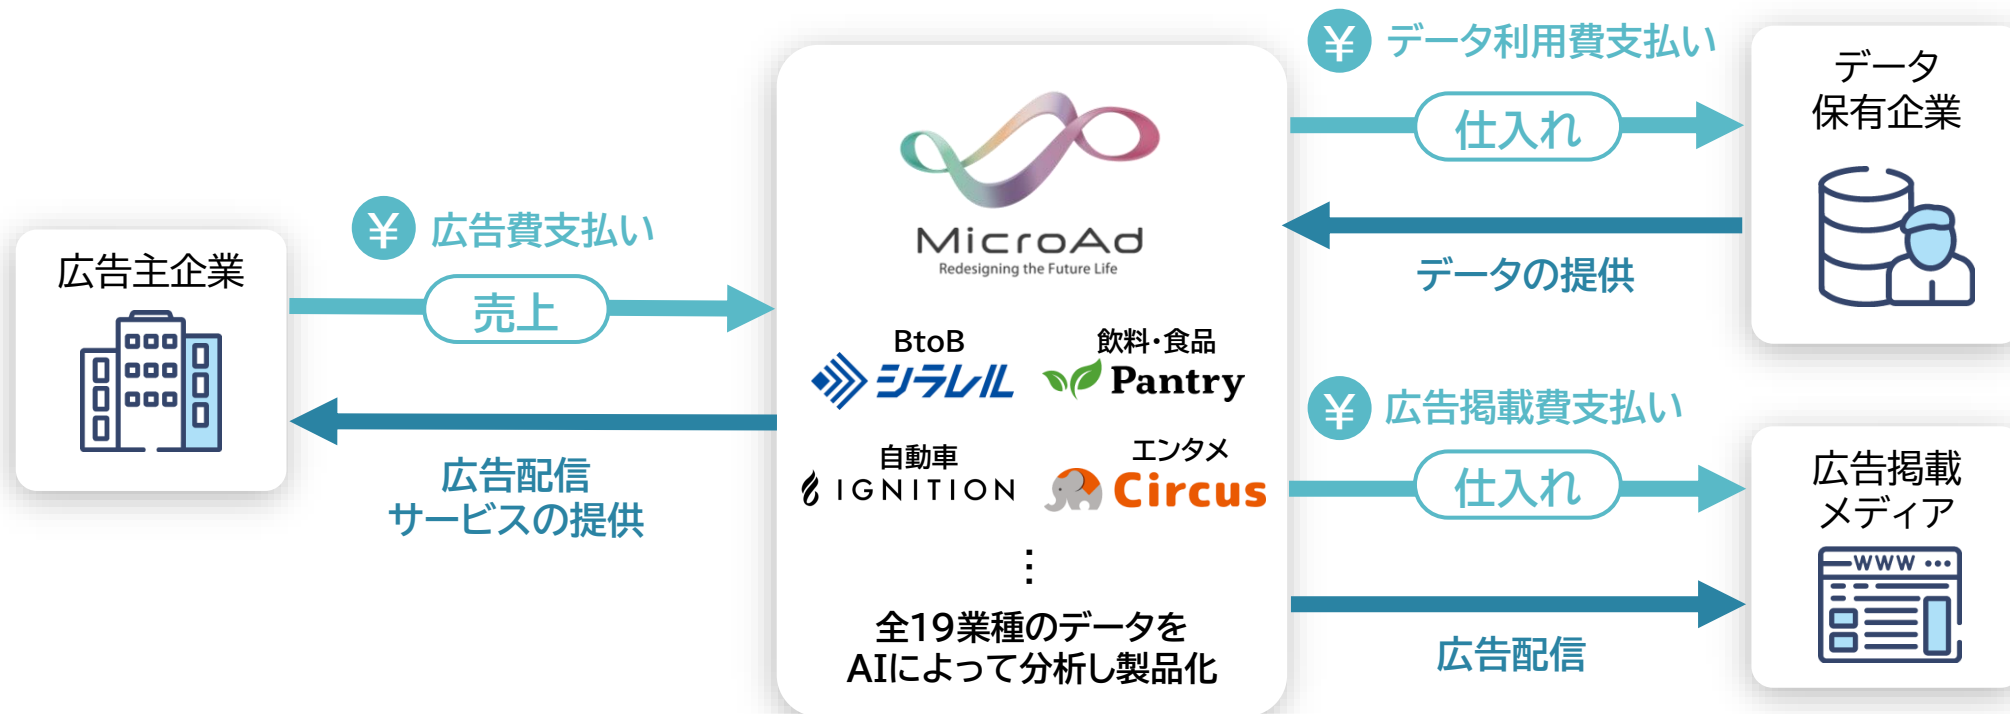 広告主企業
¥ 広告費支払い
売上
広告配信
サービスの提供
MicroAd
Redesigning the Future Life
BtoB
シラレル
飲料・食品
Pantry
自動車
IGNITION
エンタメ
Circus
⋮
全19業種のデータを
AIによって分析し製品化
¥ データ利用費支払い
仕入れ
データの提供
データ
保有企業
¥ 広告掲載費支払い
仕入れ
広告配信
広告掲載
メディア
WWW